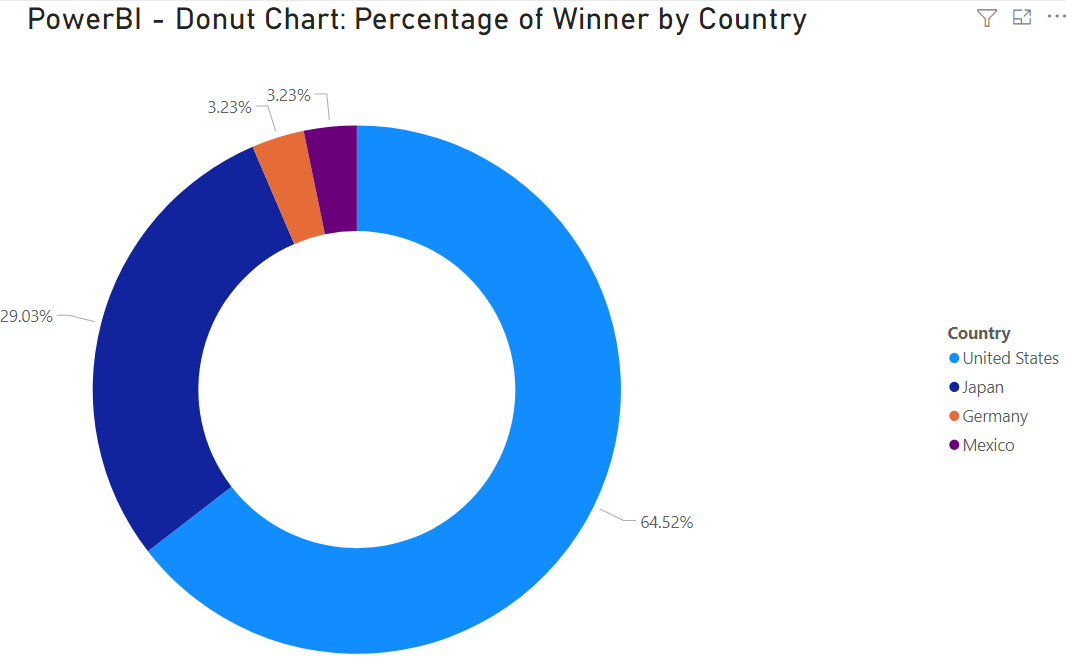 PowerBI - Donut Chart: Percentage of Winner by Country
3.23%
3.23%
29.03%
64.52%
Country
United States
Japan
Germany
Mexico